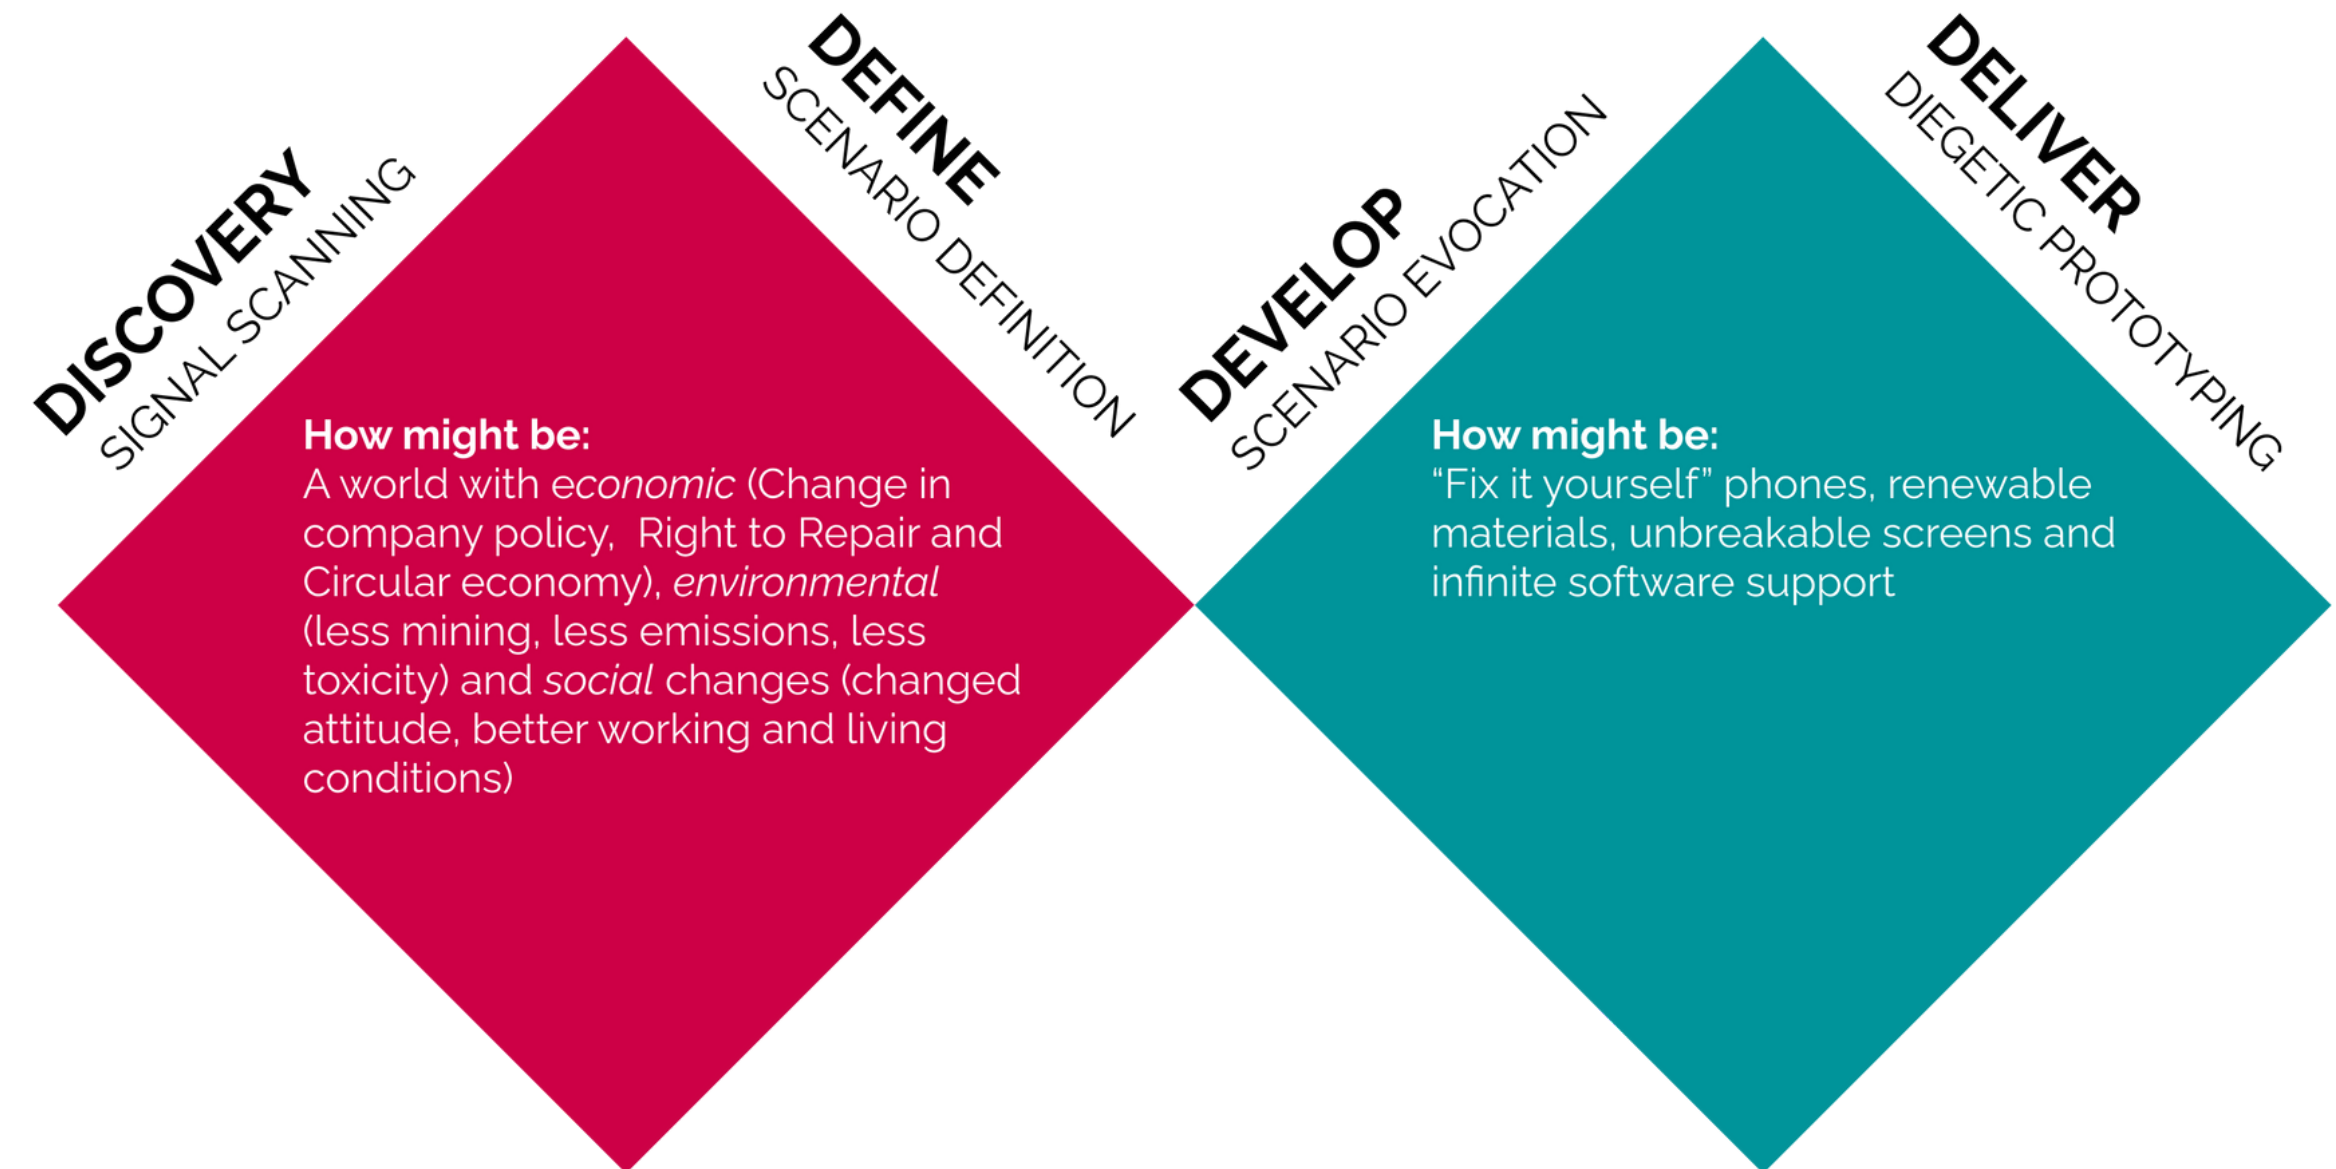 DISCOVERY
SIGNAL SCANNING
DEFINE
SCENARIO DEFINITION
How might be:
A world with economic (Change in
company policy,  Right to Repair and
Circular economy), environmental
(less mining, less emissions, less
toxicity) and social changes (changed
attitude, better working and living
conditions)
DEVELOP
SCENARIO EVOCATION
DELIVER
DIEGETIC PROTOTYPING
How might be:
“Fix it yourself” phones, renewable
materials, unbreakable screens and
infinite software support